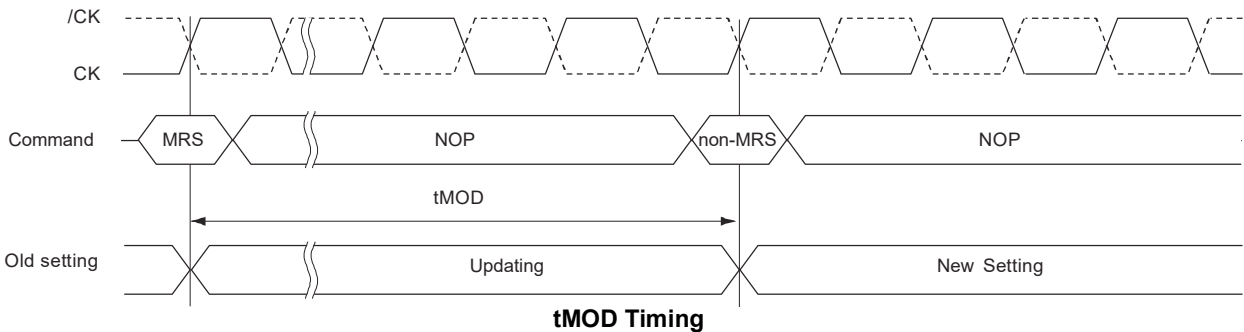 /CK
CK
Command MRS NOP non-MRS NOP
tMOD
Old setting Updating New Setting
tMOD Timing